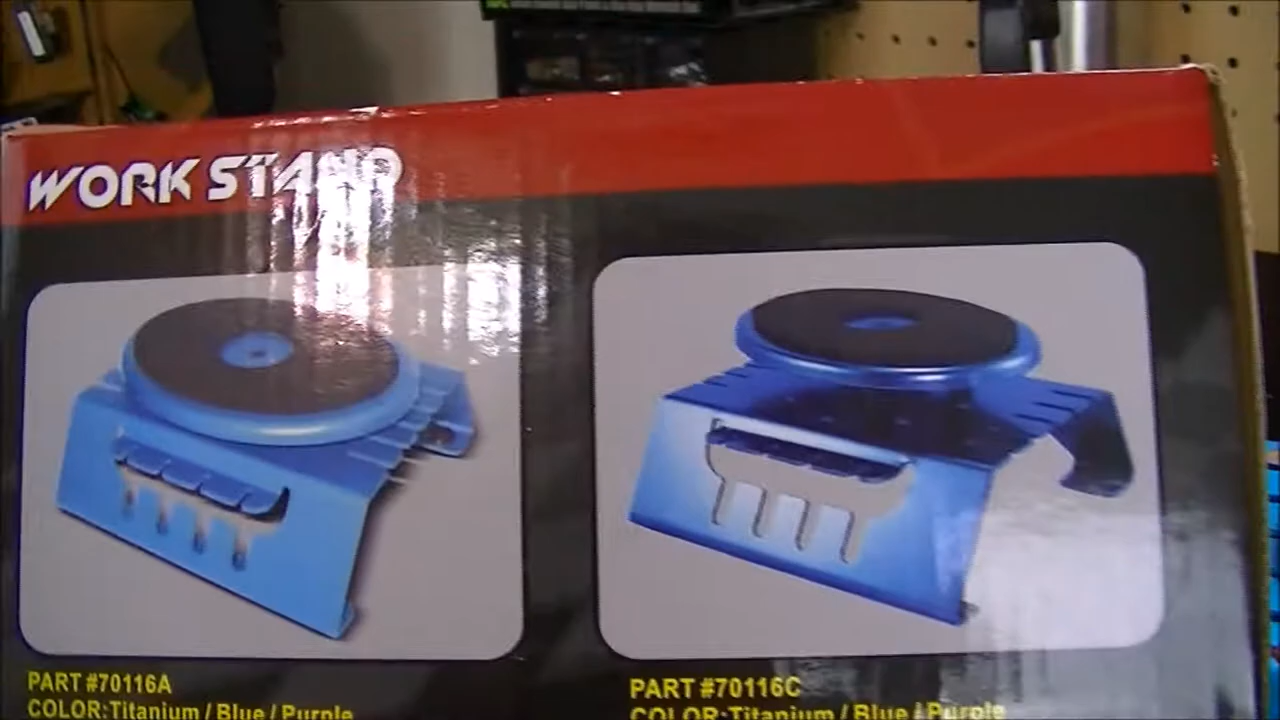 WORK STAND
PART #70116A
COLOR:Titanium / Blue / Purple
PART #70116C
COLOR:Titanium / Blue / Purple